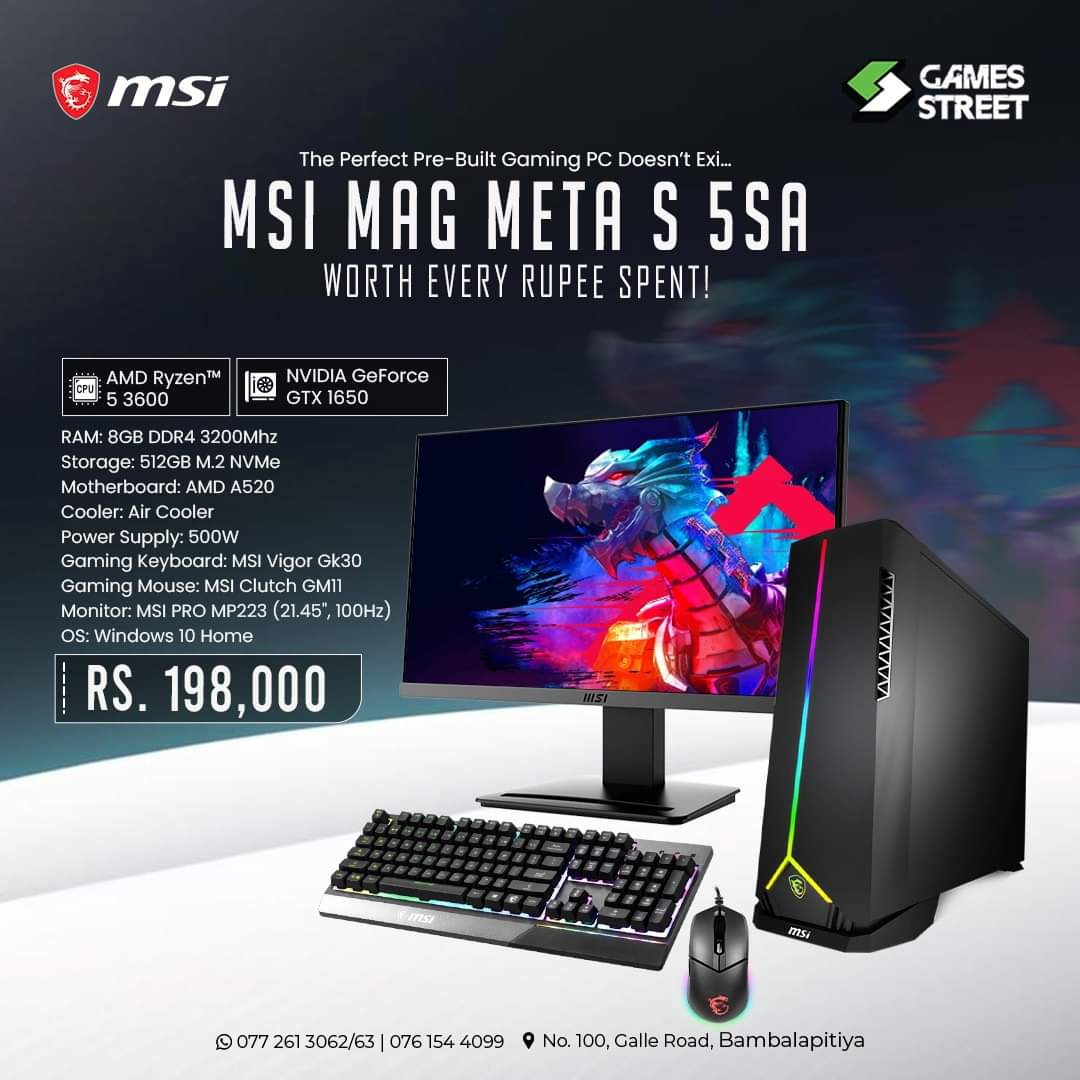 msi
GAMES
STREET
The Perfect Pre-Built Gaming PC Doesn't Exi...
MSI MAG META S 5SA
WORTH EVERY RUPEE SPENT!
CPU
AMD Ryzen™
5 3600
NVIDIA GeForce
GTX 1650
RAM: 8GB DDR4 3200Mhz
Storage: 512GB M.2 NVMe
Motherboard: AMD A520
Cooler: Air Cooler
Power Supply: 500W
Gaming Keyboard: MSI Vigor Gk30
Gaming Mouse: MSI Clutch GM11
Monitor: MSI PRO MP223 (21.45", 100Hz)
OS: Windows 10 Home
RS. 198,000
msi
msi
msi
077 261 3062/63 | 076 154 4099 No. 100, Galle Road, Bambalapitiya